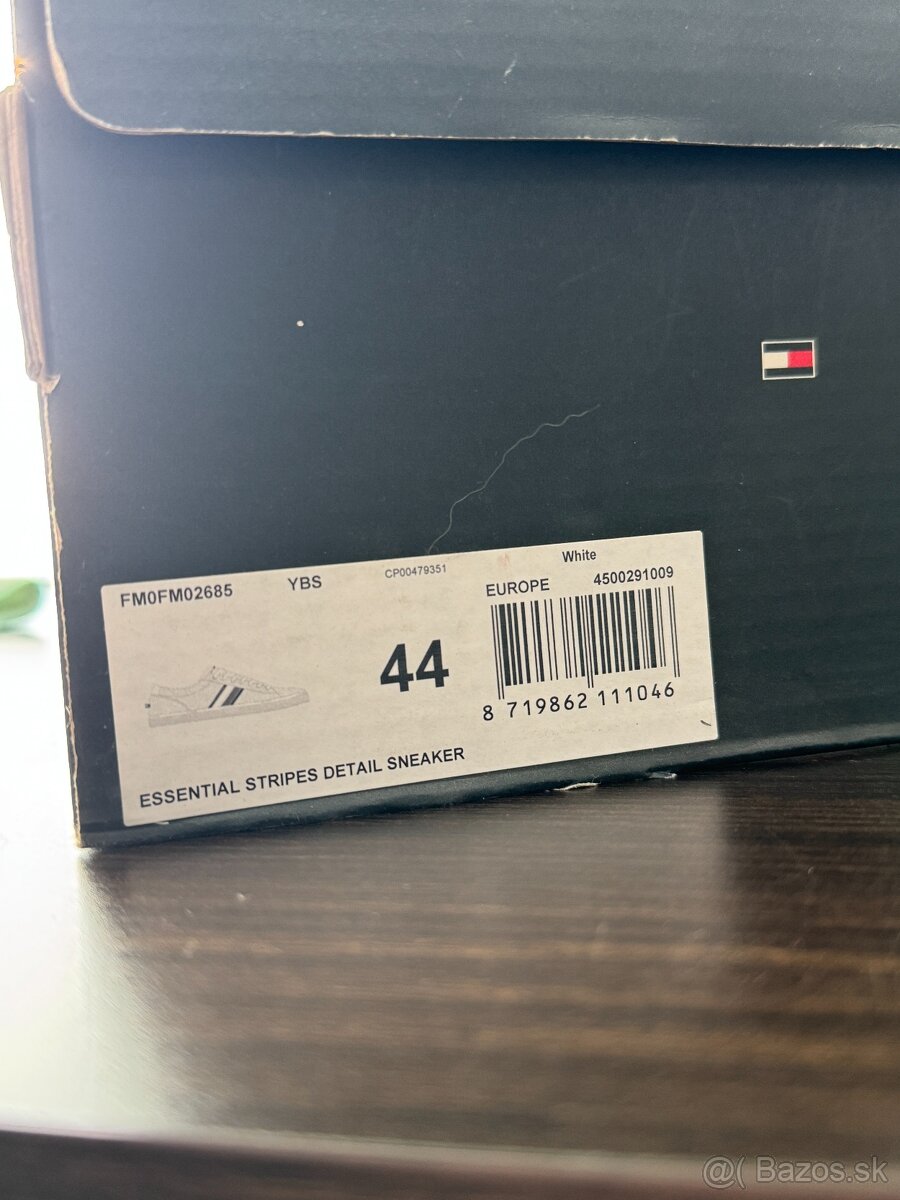 FM0FM02685 YBS CP00479351 White
EUROPE 4500291009
44
8 719862 111046
ESSENTIAL STRIPES DETAIL SNEAKER
@( Bazos.sk